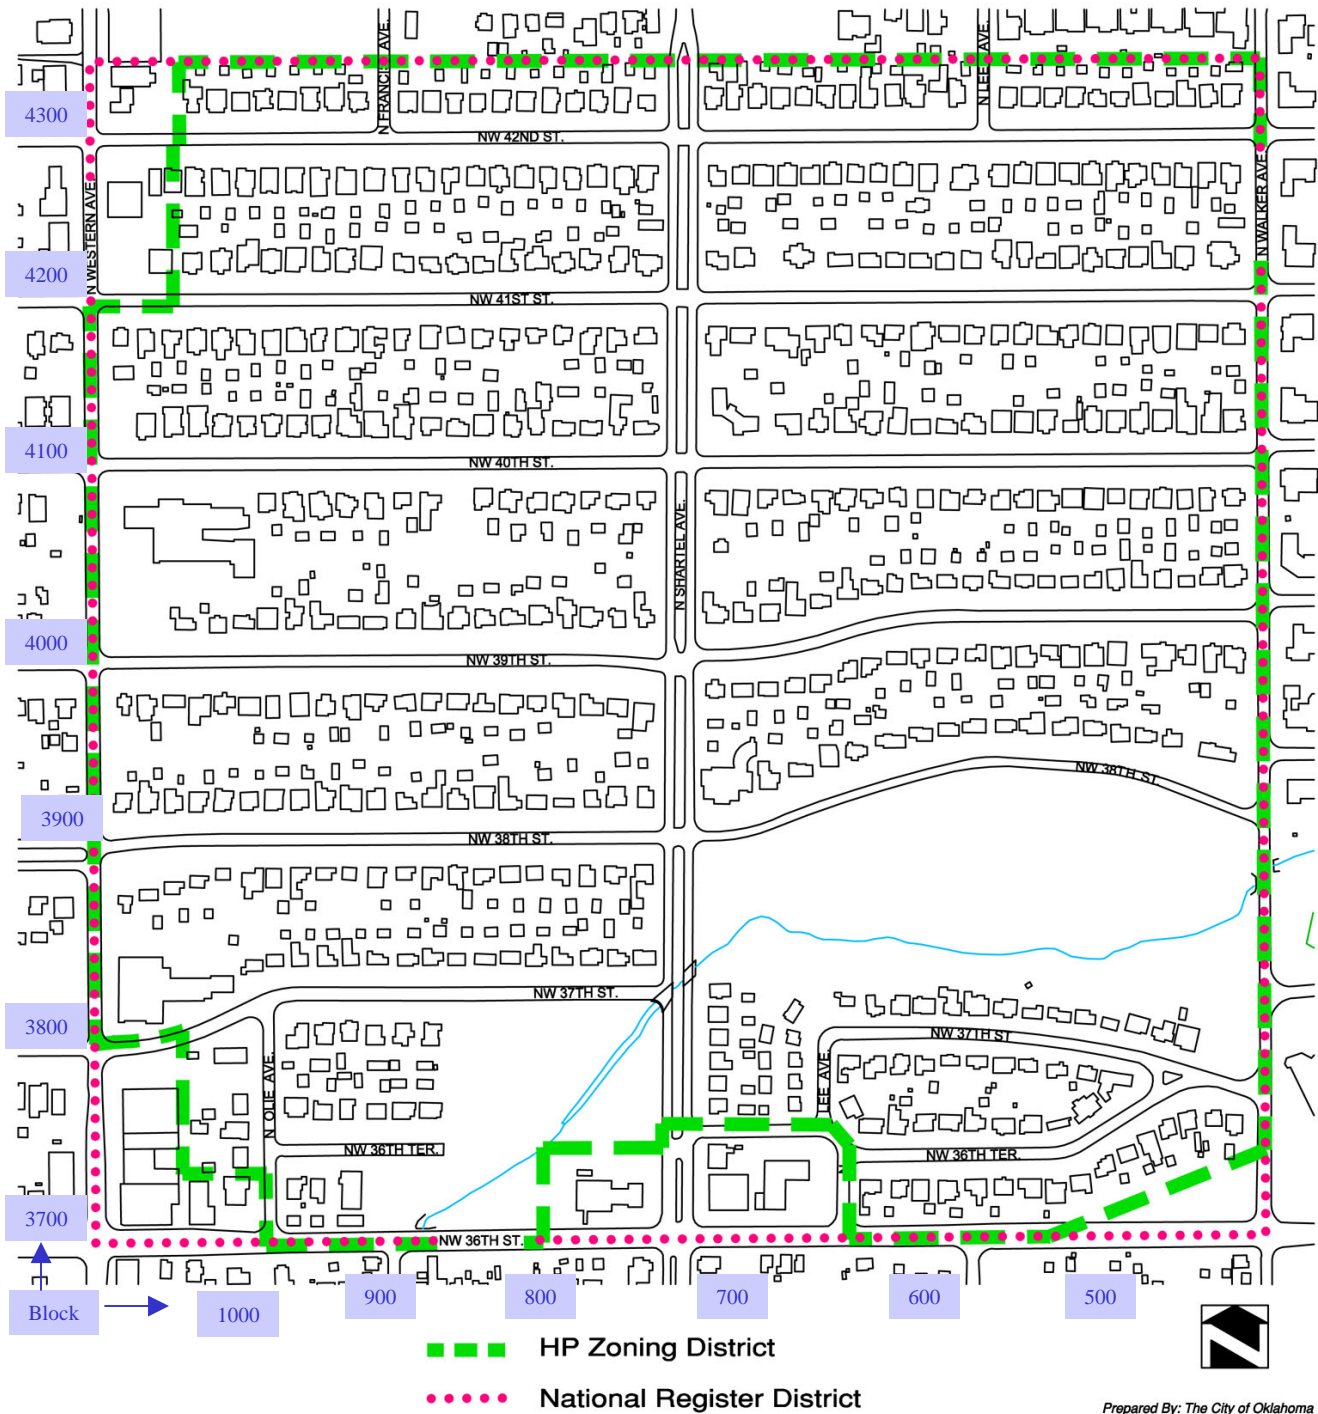 N FRANCIS AVE.
N LEE AVE.
4300
NW 42ND ST.
N WESTERN AVE.
N WALKER AVE.
4200
NW 41ST ST.
4100
NW 40TH ST.
N SHARTEL AVE.
4000
NW 39TH ST.
NW 38TH ST.
3900
NW 38TH ST.
NW 37TH ST.
3800
NW 37TH ST
N OLIE AVE.
LEE AVE.
NW 36TH TER.
NW 36TH TER.
3700
NW 36TH ST.
Block
1000
900
800
700
600
500
N
HP Zoning District
National Register District
Prepared By: The City of Oklahoma